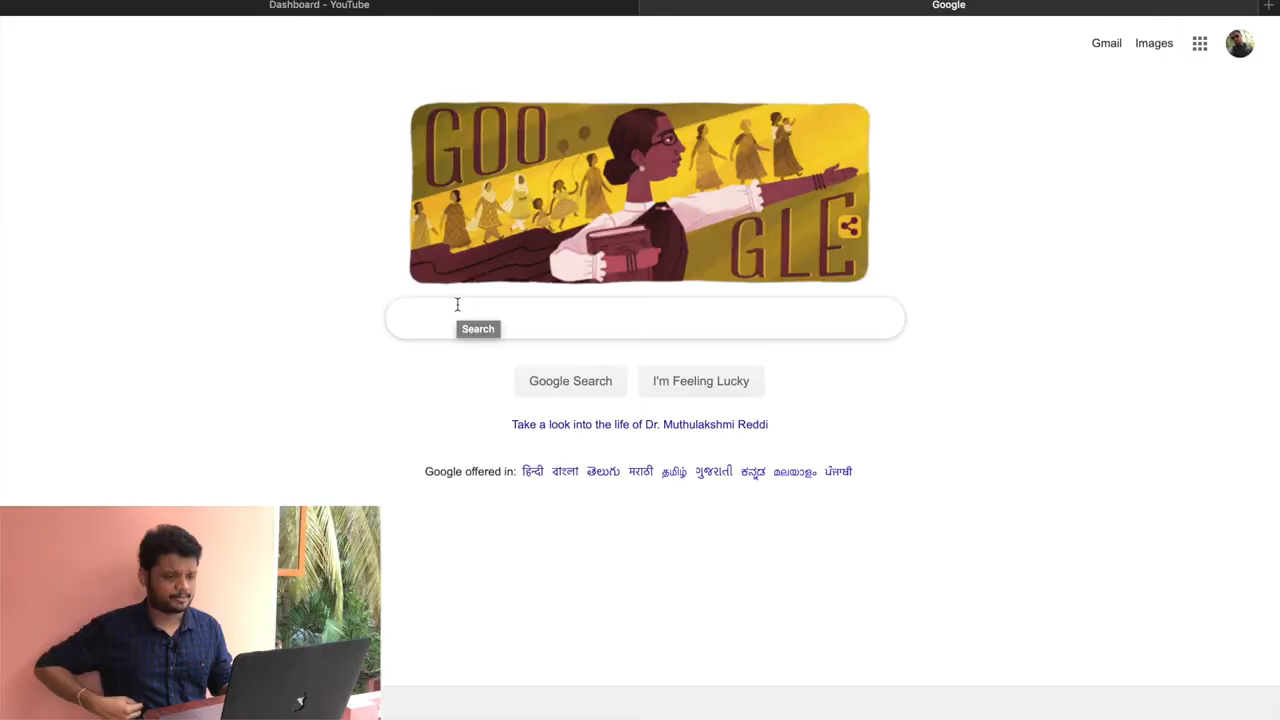 Dashboard - YouTube
Google
Gmail Images
GOO
GLE
Search
Google Search I'm Feeling Lucky
Take a look into the life of Dr. Muthulakshmi Reddi
Google offered in: हिन्दी বাংলা తెలుగు मराठी தமிழ் ગુજરાતી ಕನ್ನಡ മലയാളം ਪੰਜਾਬੀ